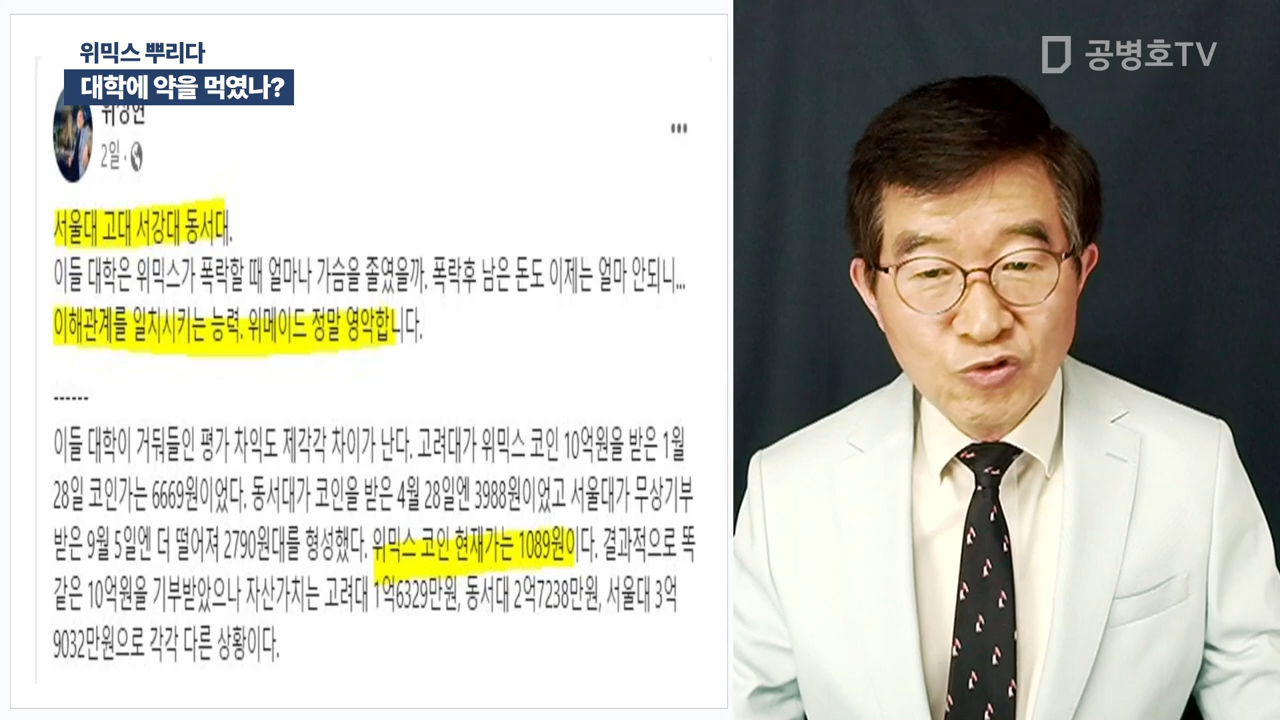 위믹스 뿌리다
대학에 약을 먹였나?
공병호TV
위정현
2일 ·
서울대 고대 서강대 동서대.
이들 대학은 위믹스가 폭락할 때 얼마나 가슴을 졸였을까. 폭락후 남은 돈도 이제는 얼마 안되니...
이해관계를 일치시키는 능력. 위메이드 정말 영악합니다.
------
이들 대학이 거둬들인 평가 차익도 제각각 차이가 난다. 고려대가 위믹스 코인 10억원을 받은 1월
28일 코인가는 6669원이었다. 동서대가 코인을 받은 4월 28일엔 3988원이었고 서울대가 무상기부
받은 9월 5일엔 더 떨어져 2790원대를 형성했다. 위믹스 코인 현재가는 1089원이다. 결과적으로 똑
같은 10억원을 기부받았으나 자산가치는 고려대 1억6329만원, 동서대 2억7238만원, 서울대 3억
9032만원으로 각각 다른 상황이다.